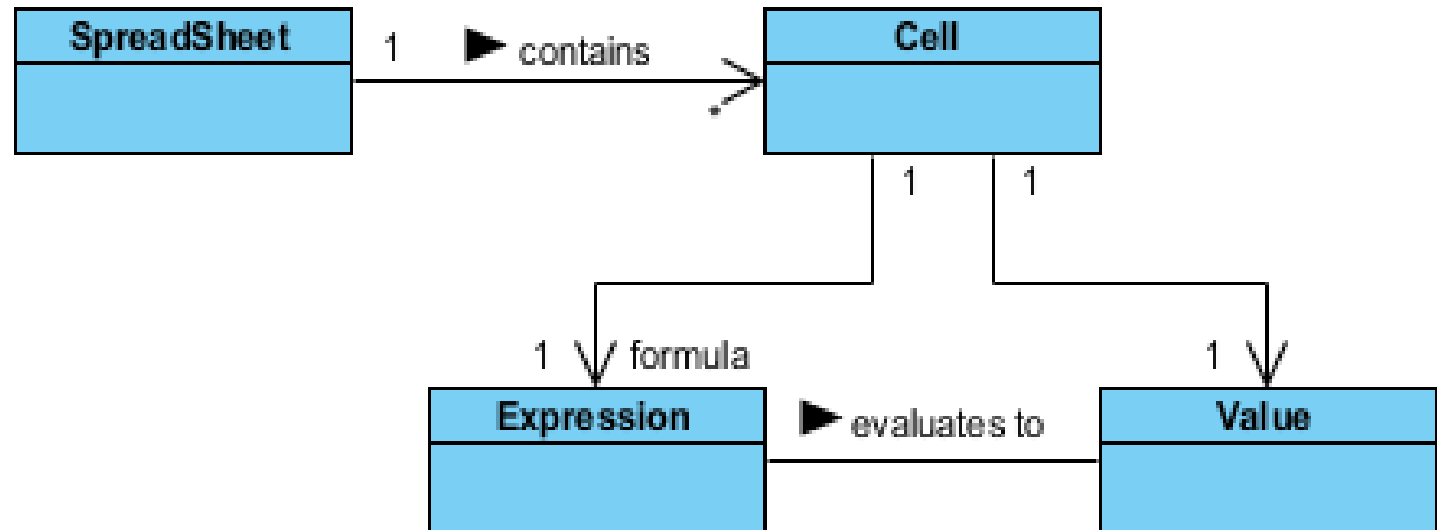 SpreadSheet
Cell
1
contains
*
1
1
1
formula
1
Expression
evaluates to
Value